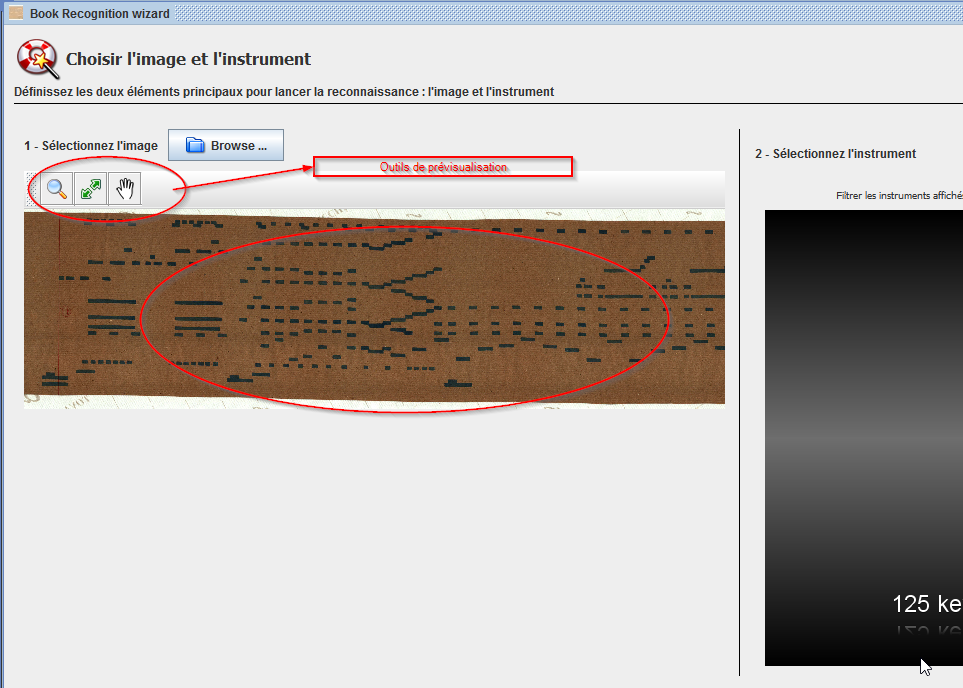 Book Recognition wizard
Choisir l'image et l'instrument
Définissez les deux éléments principaux pour lancer la reconnaissance : l'image et l'instrument
1 - Sélectionnez l'image
Browse ...
Outils de prévisualisation
2 - Sélectionnez l'instrument
Filtrer les instruments affichés
125 ke